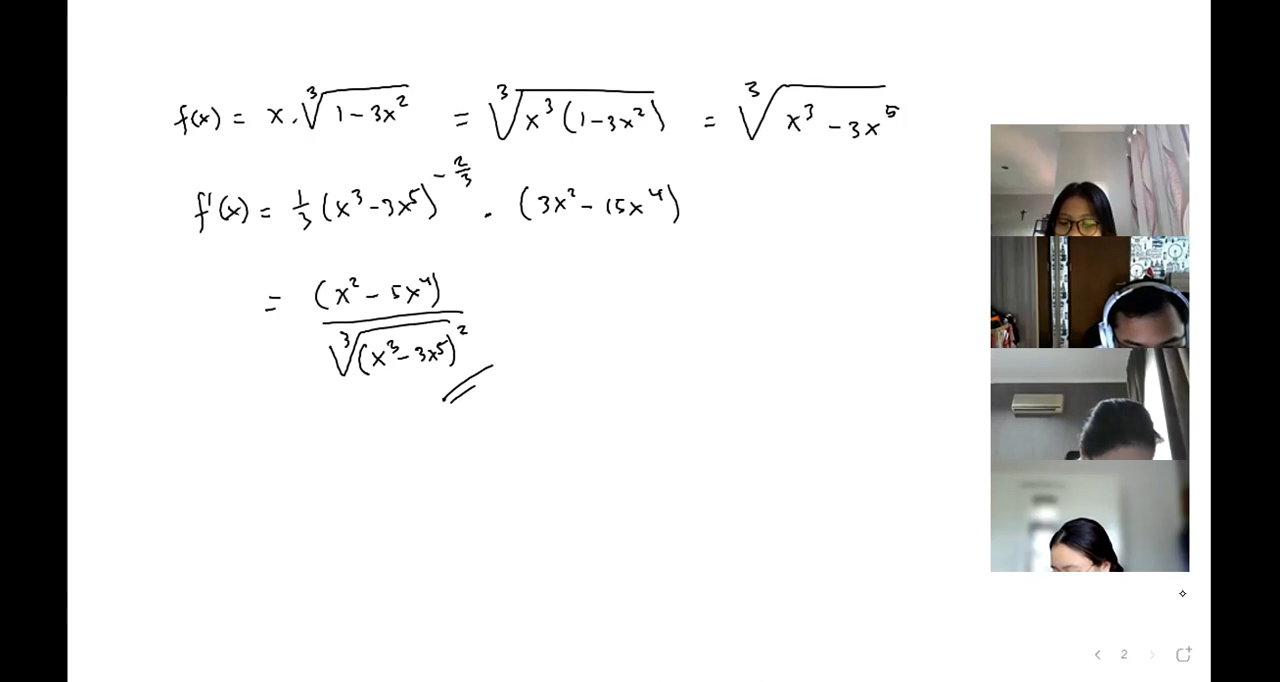 f(x) = x . ∛(1 - 3x²) = ∛(x³(1 - 3x²)) = ∛(x³ - 3x⁵)
f'(x) = 1/3 (x³ - 3x⁵)^(-2/3) . (3x² - 15x⁴)
= (x² - 5x⁴) / ∛((x³ - 3x⁵)²)
2